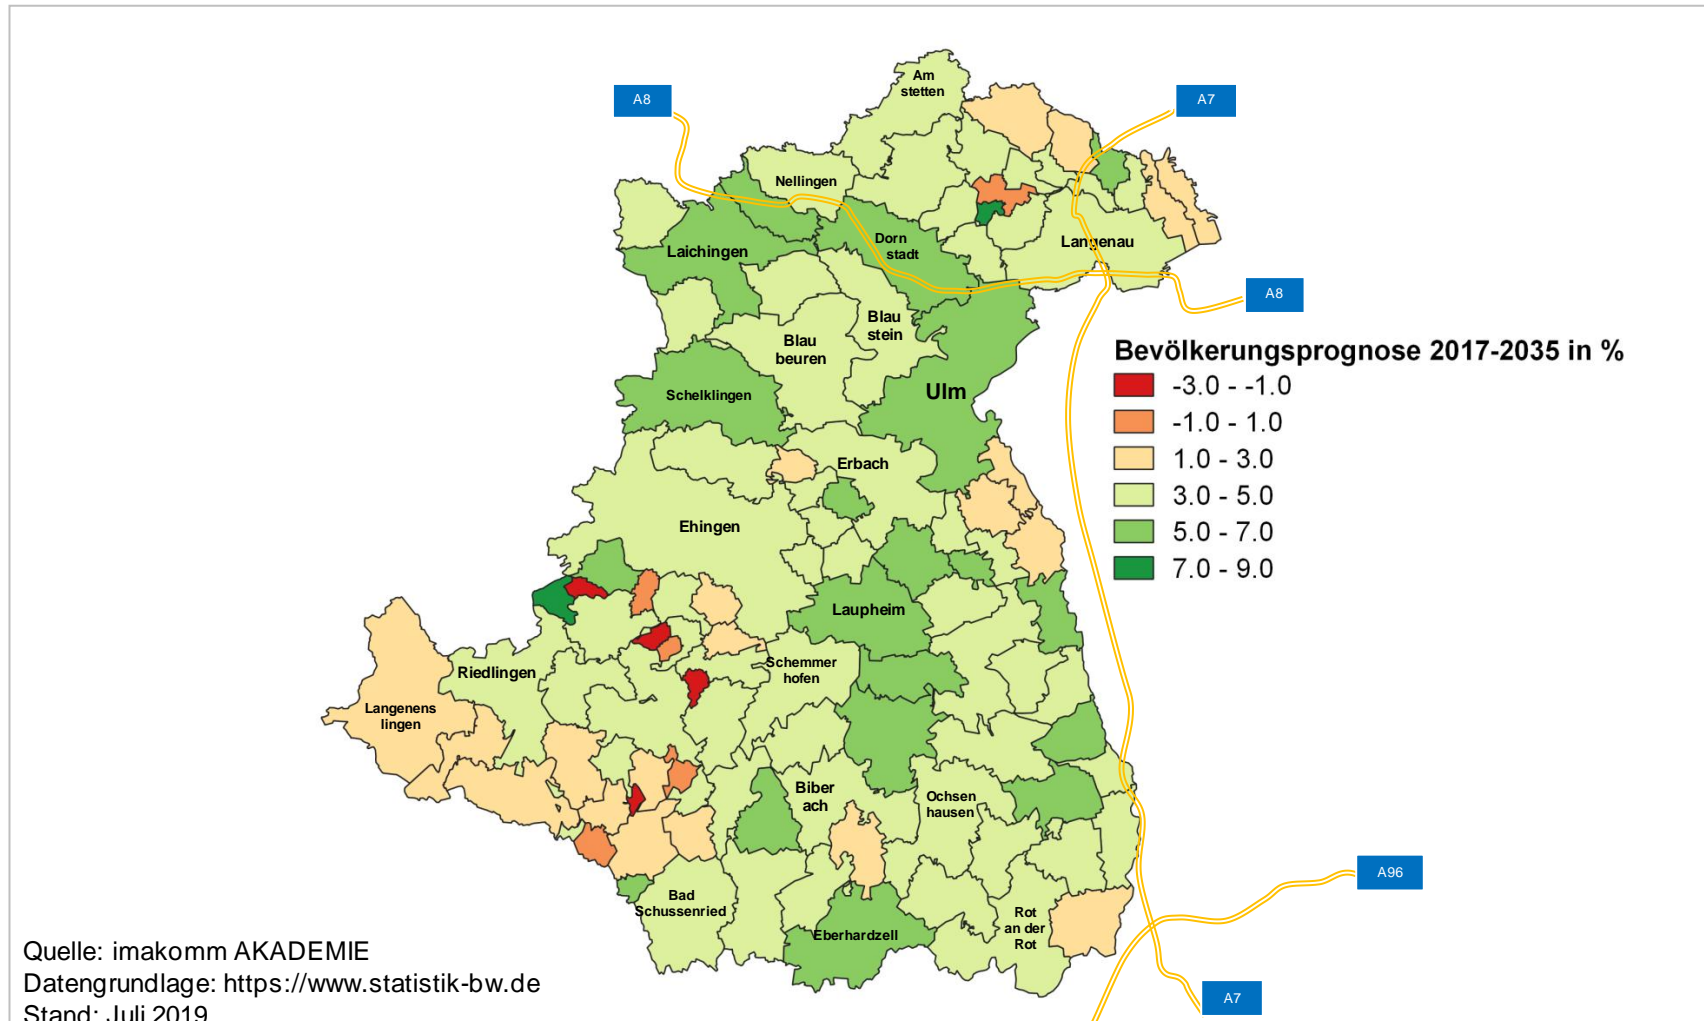 Am
stetten
A8
A7
Nellingen
Laichingen
Dorn
stadt
Langenau
A8
Blau
stein
Blau
beuren
Ulm
Schelklingen
Bevölkerungsprognose 2017-2035 in %
-3.0 - -1.0
-1.0 - 1.0
1.0 - 3.0
3.0 - 5.0
5.0 - 7.0
7.0 - 9.0
Erbach
Ehingen
Laupheim
Schemmer
hofen
Riedlingen
Langenens
lingen
Biber
ach
Ochsen
hausen
A96
Bad
Schussenried
Rot
an der
Rot
Eberhardzell
A7
Quelle: imakomm AKADEMIE
Datengrundlage: https://www.statistik-bw.de
Stand: Juli 2019